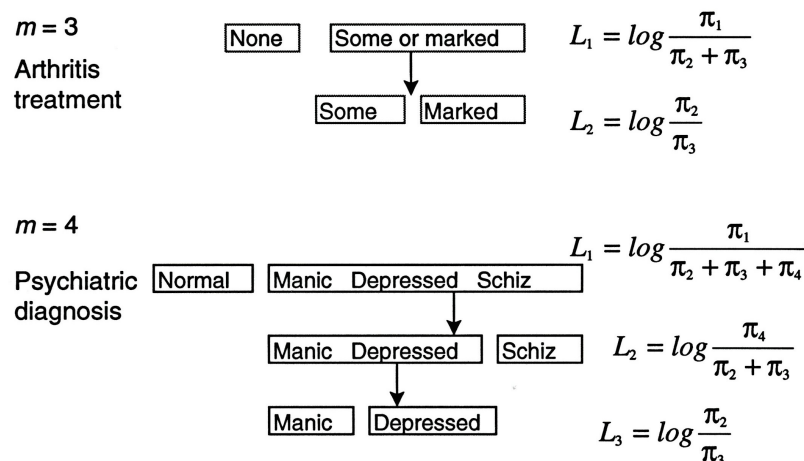 m = 3
None Some or marked
L₁ = log π₁ / (π₂ + π₃)
Arthritis
treatment
Some Marked
L₂ = log π₂ / π₃
m = 4
L₁ = log π₁ / (π₂ + π₃ + π₄)
Psychiatric
diagnosis
Normal Manic Depressed Schiz
Manic Depressed Schiz
L₂ = log π₄ / (π₂ + π₃)
Manic Depressed
L₃ = log π₂ / π₃